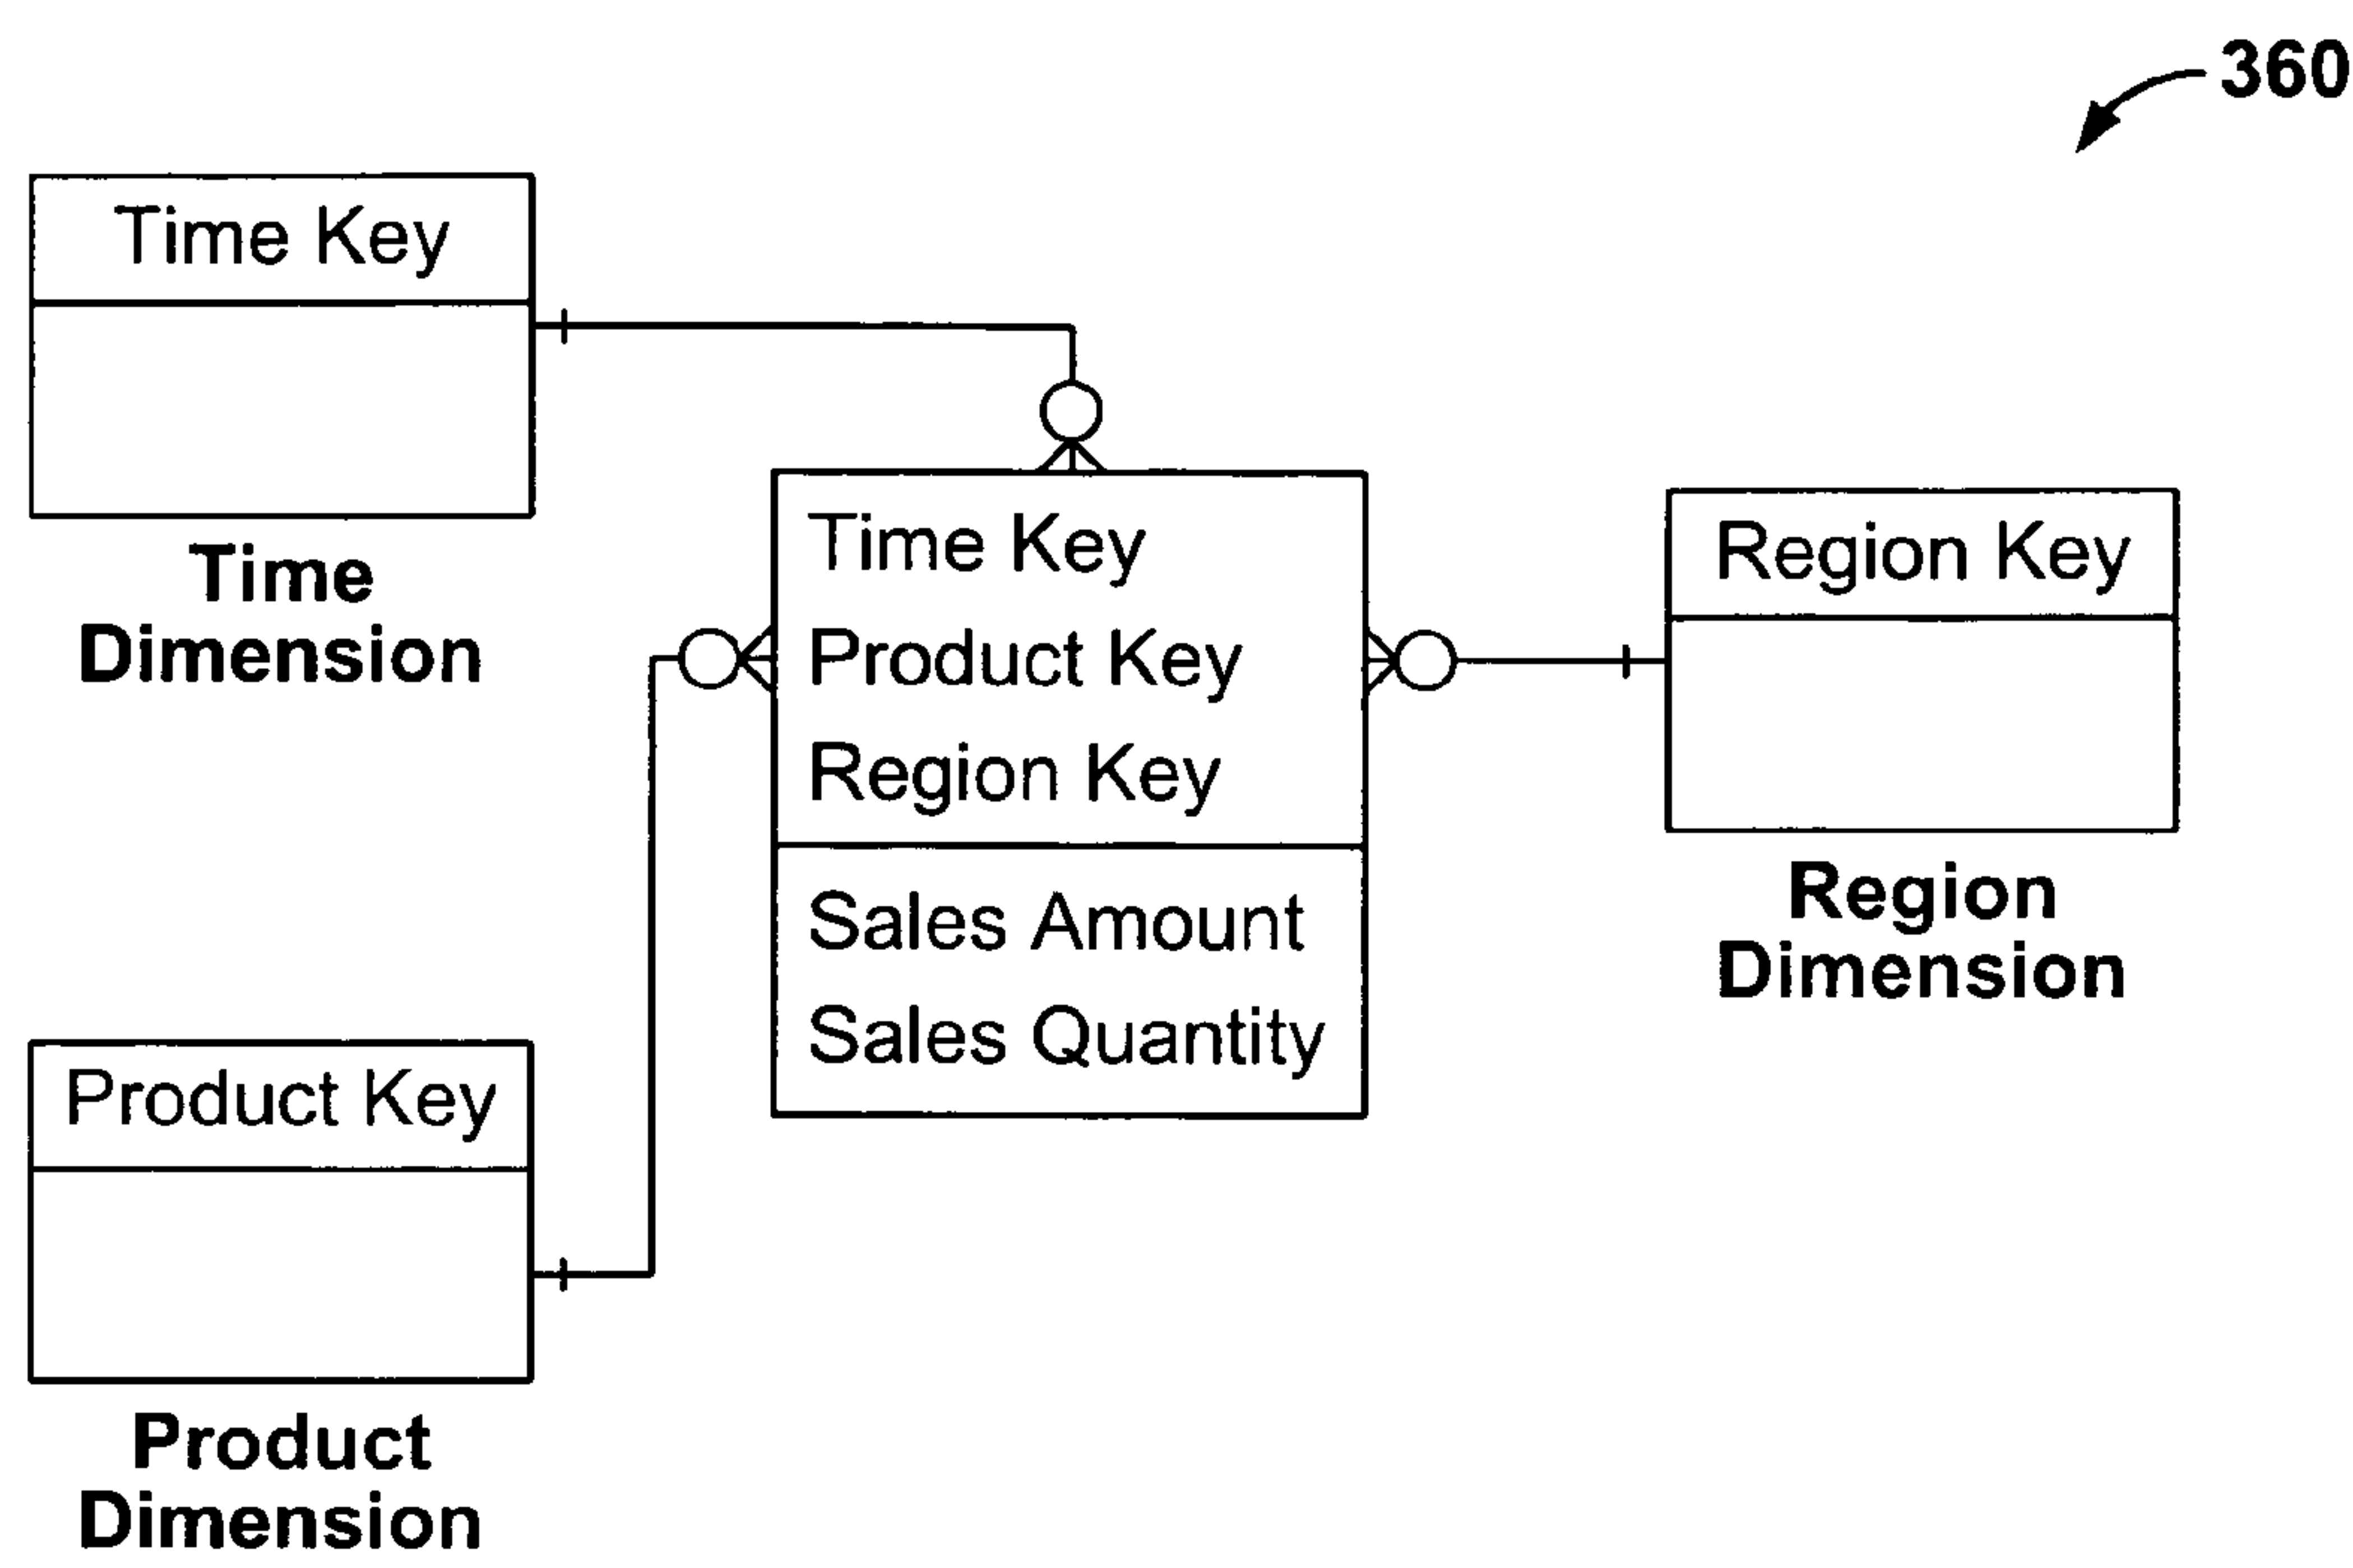 360
Time Key
Time
Dimension
Time Key
Product Key
Region Key
Sales Amount
Sales Quantity
Region Key
Region
Dimension
Product Key
Product
Dimension